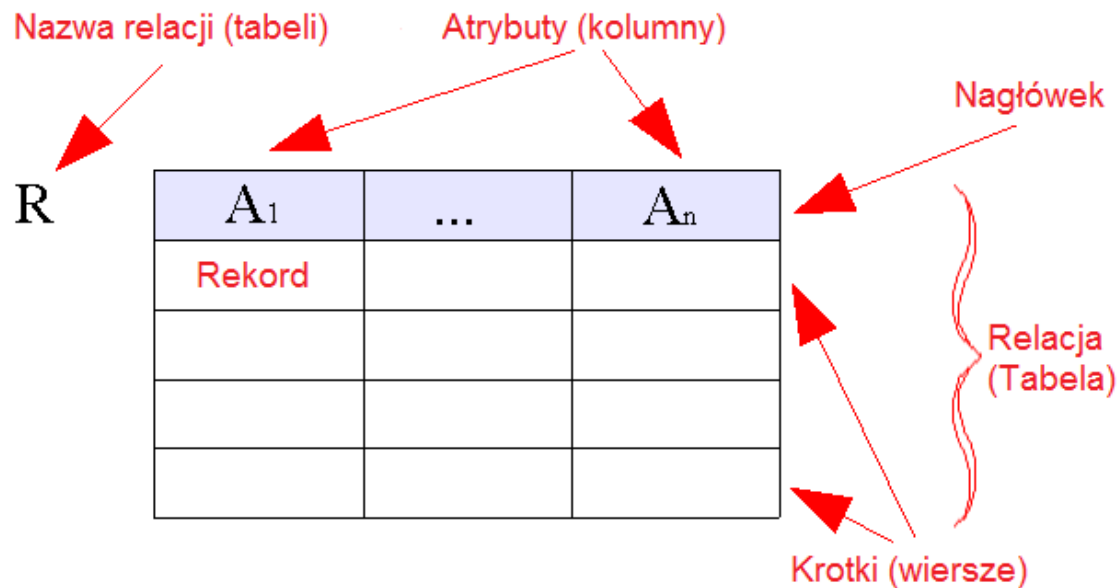 Nazwa relacji (tabeli)
Atrybuty (kolumny)
Nagłówek
R
A1
...
An
Rekord
Relacja
(Tabela)
Krotki (wiersze)